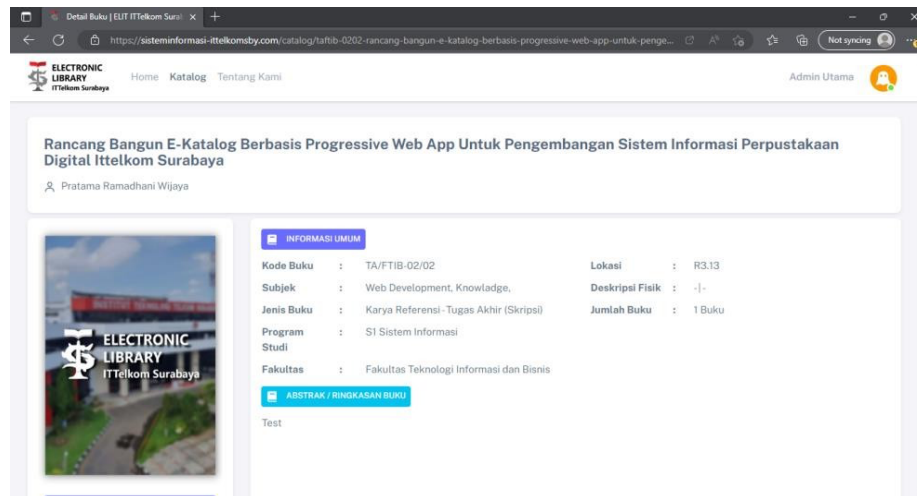 Detail Buku | ELIT ITTelkom Sural
https://sisteminformasi-ittelkomsby.com/catalog/taftib-0202-rancang-bangun-e-katalog-berbasis-progressive-web-app-untuk-penge...
Not syncing
ELECTRONIC
LIBRARY
ITTelkom Surabaya
Home Katalog Tentang Kami
Admin Utama
Rancang Bangun E-Katalog Berbasis Progressive Web App Untuk Pengembangan Sistem Informasi Perpustakaan
Digital Ittelkom Surabaya
Pratama Ramadhani Wijaya
ELECTRONIC
LIBRARY
ITTelkom Surabaya
INFORMASI UMUM
Kode Buku : TA/FTIB-02/02
Lokasi : R3.13
Subjek : Web Development, Knowladge,
Deskripsi Fisik : -|-
Jenis Buku : Karya Referensi - Tugas Akhir (Skripsi)
Jumlah Buku : 1 Buku
Program
Studi : S1 Sistem Informasi
Fakultas : Fakultas Teknologi Informasi dan Bisnis
ABSTRAK / RINGKASAN BUKU
Test